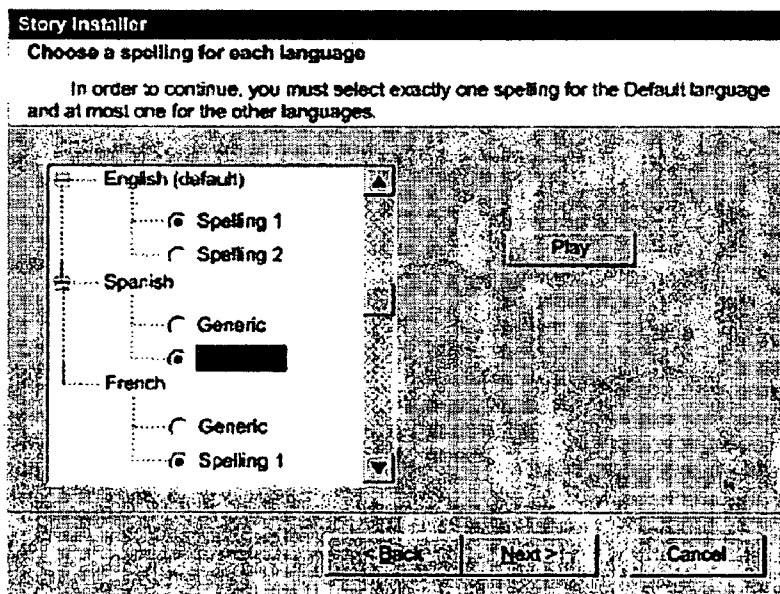 Story Installer
Choose a spelling for each language
In order to continue, you must select exactly one spelling for the Default language
and at most one for the other languages.
English (default)
Spelling 1
Spelling 2
Play
Spanish
Generic
French
Generic
Spelling 1
< Back
Next >
Cancel